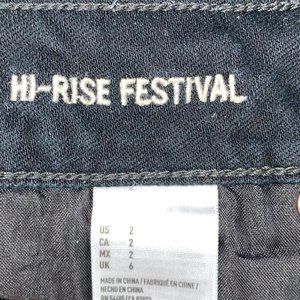 HI-RISE FESTIVAL
US 2
CA 2
MX 2
UK 6
MADE IN CHINA / FABRIQUÉ EN CHINE /
HECHO EN CHINA
RN